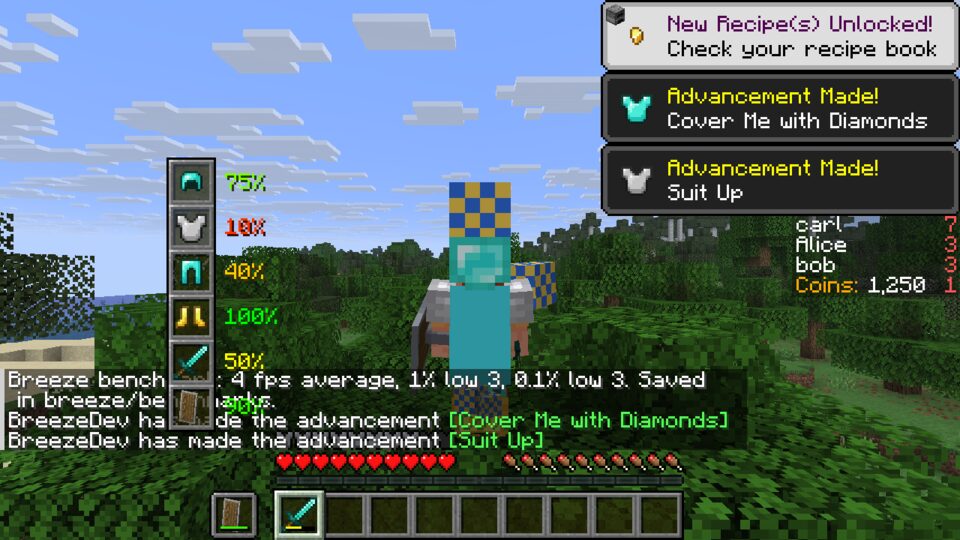 New Recipe(s) Unlocked!
Check your recipe book
Advancement Made!
Cover Me with Diamonds
Advancement Made!
Suit Up
carl 7
Alice 3
bob 3
Coins: 1,250 1
75%
10%
40%
100%
50%
90%
Breeze bench : 4 fps average, 1% low 3, 0.1% low 3. Saved
in breeze/be marks.
BreezeDev ha de the advancement [Cover Me with Diamonds]
BreezeDev has made the advancement [Suit Up]